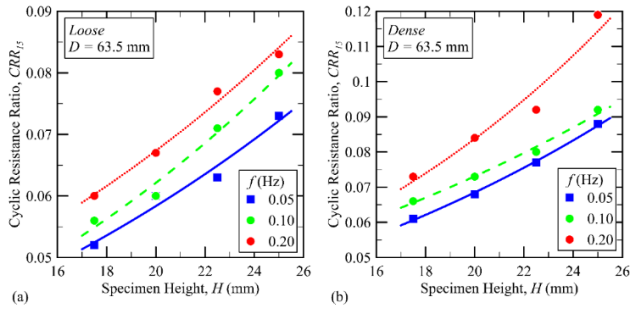 Loose
D = 63.5 mm
Cyclic Resistance Ratio, CRR15
0.09
0.08
0.07
0.06
0.05
16 18 20 22 24 26
Specimen Height, H (mm)
f (Hz)
0.05
0.10
0.20
(a)
Dense
D = 63.5 mm
Cyclic Resistance Ratio, CRR15
0.12
0.11
0.1
0.09
0.08
0.07
0.06
0.05
16 18 20 22 24 26
Specimen Height, H (mm)
f (Hz)
0.05
0.10
0.20
(b)